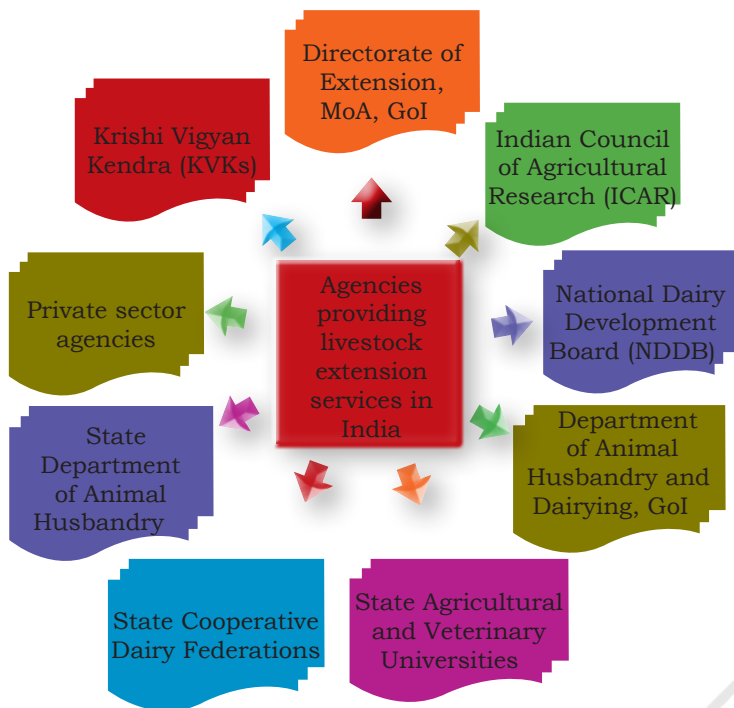 Directorate of
Extension,
MoA, GoI
Krishi Vigyan
Kendra (KVKs)
Indian Council
of Agricultural
Research (ICAR)
Agencies
providing
livestock
extension
services in
India
Private sector
agencies
National Dairy
Development
Board (NDDB)
State
Department
of Animal
Husbandry
Department
of Animal
Husbandry and
Dairying, GoI
State Cooperative
Dairy Federations
State Agricultural
and Veterinary
Universities